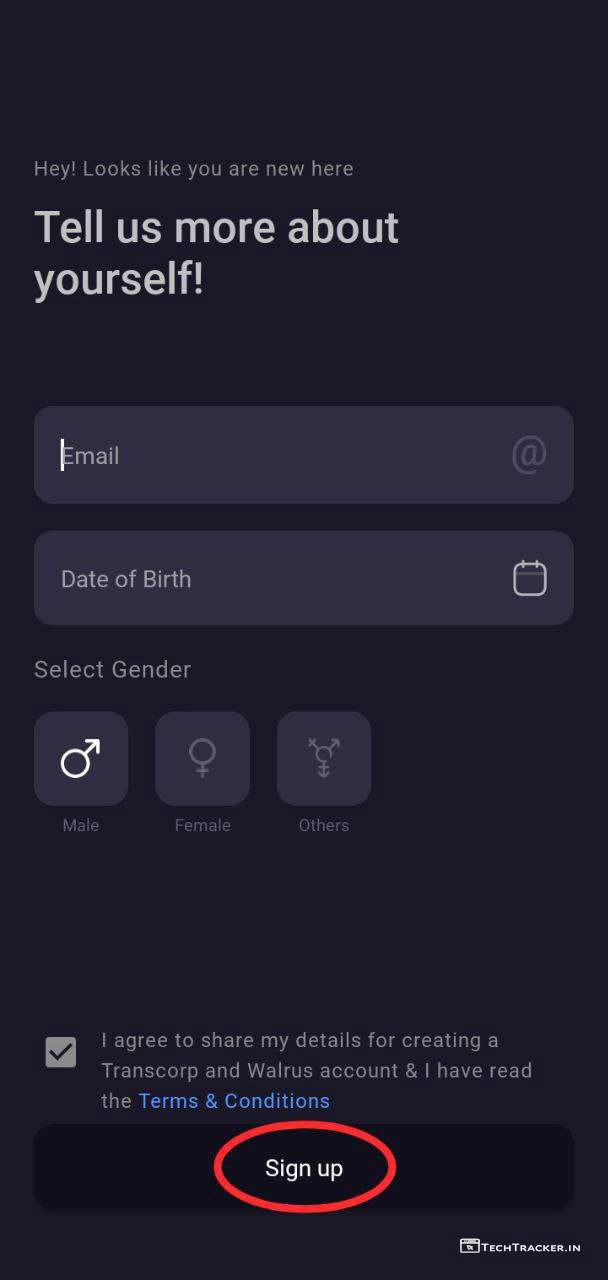 Hey! Looks like you are new here
Tell us more about
yourself!
Email
@
Date of Birth
Select Gender
Male
Female
Others
I agree to share my details for creating a
Transcorp and Walrus account & I have read
the Terms & Conditions
Sign up
TechTracker.in